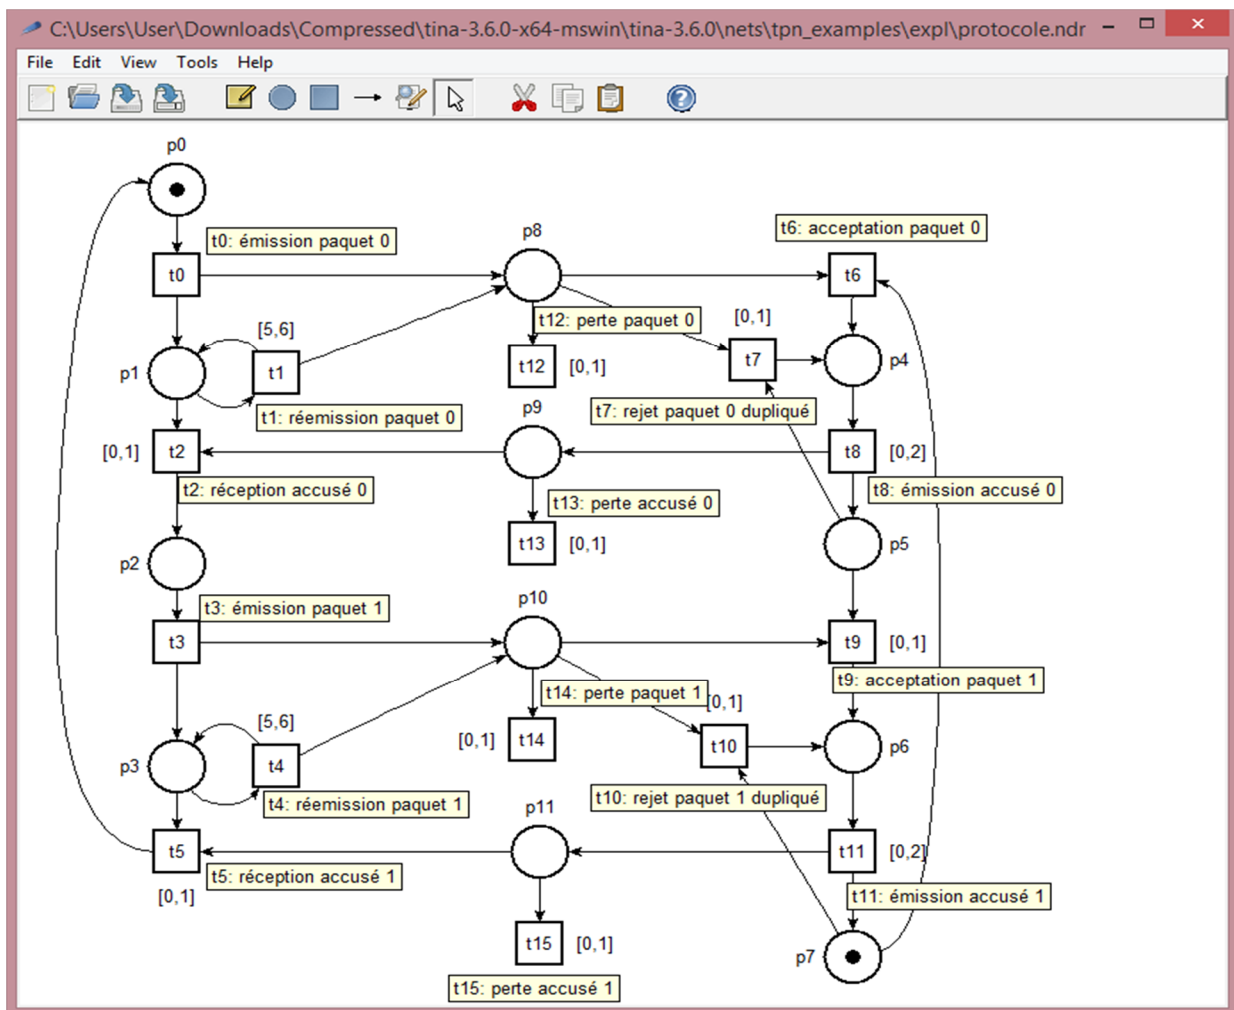 C:\Users\User\Downloads\Compressed\tina-3.6.0-x64-mswin\tina-3.6.0\nets\tpn_examples\expl\protocole.ndr
File Edit View Tools Help
p0
t0: émission paquet 0
p8
t6: acceptation paquet 0
t0
t6
[5,6]
t12: perte paquet 0
[0,1]
p1
t1
t12
[0,1]
t7
p4
t1: réemission paquet 0
p9
t7: rejet paquet 0 dupliqué
[0,1]
t2
t8
[0,2]
t2: réception accusé 0
t13: perte accusé 0
t8: émission accusé 0
p2
t13
[0,1]
p5
t3: émission paquet 1
p10
t3
t9
[0,1]
[5,6]
t14: perte paquet 1
[0,1]
t9: acceptation paquet 1
p3
t4
[0,1]
t14
t10
p6
t4: réemission paquet 1
p11
t10: rejet paquet 1 dupliqué
t5
t11
[0,2]
t5: réception accusé 1
[0,1]
t11: émission accusé 1
t15
[0,1]
p7
t15: perte accusé 1